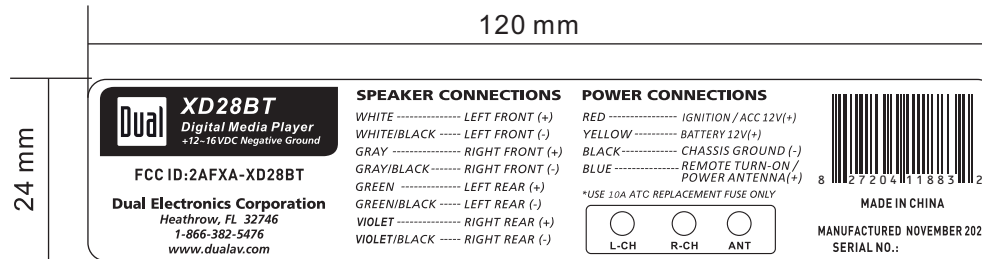 120 mm
24 mm
Dual
XD28BT
Digital Media Player
+12~16VDC Negative Ground
FCC ID:2AFXA-XD28BT
Dual Electronics Corporation
Heathrow, FL 32746
1-866-382-5476
www.dualav.com
SPEAKER CONNECTIONS
WHITE --------------- LEFT FRONT (+)
WHITE/BLACK ----- LEFT FRONT (-)
GRAY ---------------- RIGHT FRONT (+)
GRAY/BLACK ------- RIGHT FRONT (-)
GREEN -------------- LEFT REAR (+)
GREEN/BLACK ----- LEFT REAR (-)
VIOLET --------------- RIGHT REAR (+)
VIOLET/BLACK ----- RIGHT REAR (-)
POWER CONNECTIONS
RED ---------------- IGNITION / ACC 12V(+)
YELLOW ------------ BATTERY 12V(+)
BLACK-------------- CHASSIS GROUND (-)
BLUE --------------- REMOTE TURN-ON /
POWER ANTENNA(+)
*USE 10A ATC REPLACEMENT FUSE ONLY
L-CH R-CH ANT
8 27204 11883 2
MADE IN CHINA
MANUFACTURED NOVEMBER 202
SERIAL NO.: